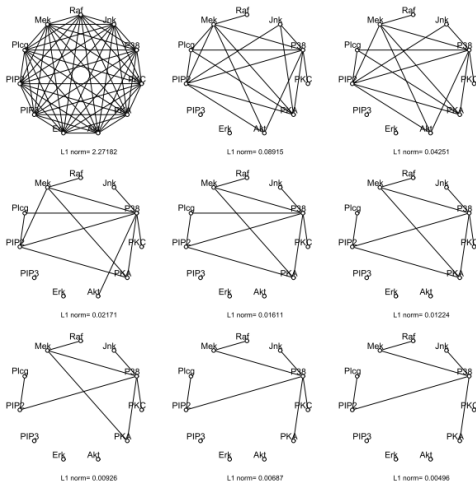 Raf
Mek Jnk
Plcg P38
PIP2 PKC
PIP3 PKA
Erk Akt
L1 norm= 2.27182
Raf
Mek Jnk
Plcg P38
PIP2 PKC
PIP3 PKA
Erk Akt
L1 norm= 0.08915
Raf
Mek Jnk
Plcg P38
PIP2 PKC
PIP3 PKA
Erk Akt
L1 norm= 0.04251
Raf
Mek Jnk
Plcg P38
PIP2 PKC
PIP3 PKA
Erk Akt
L1 norm= 0.02171
Raf
Mek Jnk
Plcg P38
PIP2 PKC
PIP3 PKA
Erk Akt
L1 norm= 0.01611
Raf
Mek Jnk
Plcg P38
PIP2 PKC
PIP3 PKA
Erk Akt
L1 norm= 0.01224
Raf
Mek Jnk
Plcg P38
PIP2 PKC
PIP3 PKA
Erk Akt
L1 norm= 0.00926
Raf
Mek Jnk
Plcg P38
PIP2 PKC
PIP3 PKA
Erk Akt
L1 norm= 0.00687
Raf
Mek Jnk
Plcg P38
PIP2 PKC
PIP3 PKA
Erk Akt
L1 norm= 0.00496